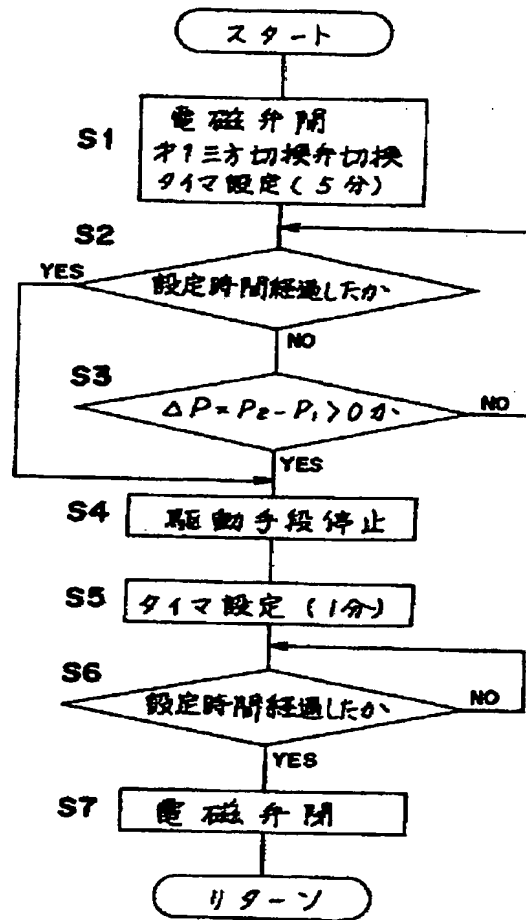 スタート
S1
電磁弁開
才1三方切換弁切換
タイマ設定(5分)
S2
YES
設定時間経過したか
NO
S3
ΔP=P₂-P₁>0か
NO
YES
S4
駆動手段停止
S5
タイマ設定(1分)
S6
設定時間経過したか
NO
YES
S7
電磁弁閉
リターン